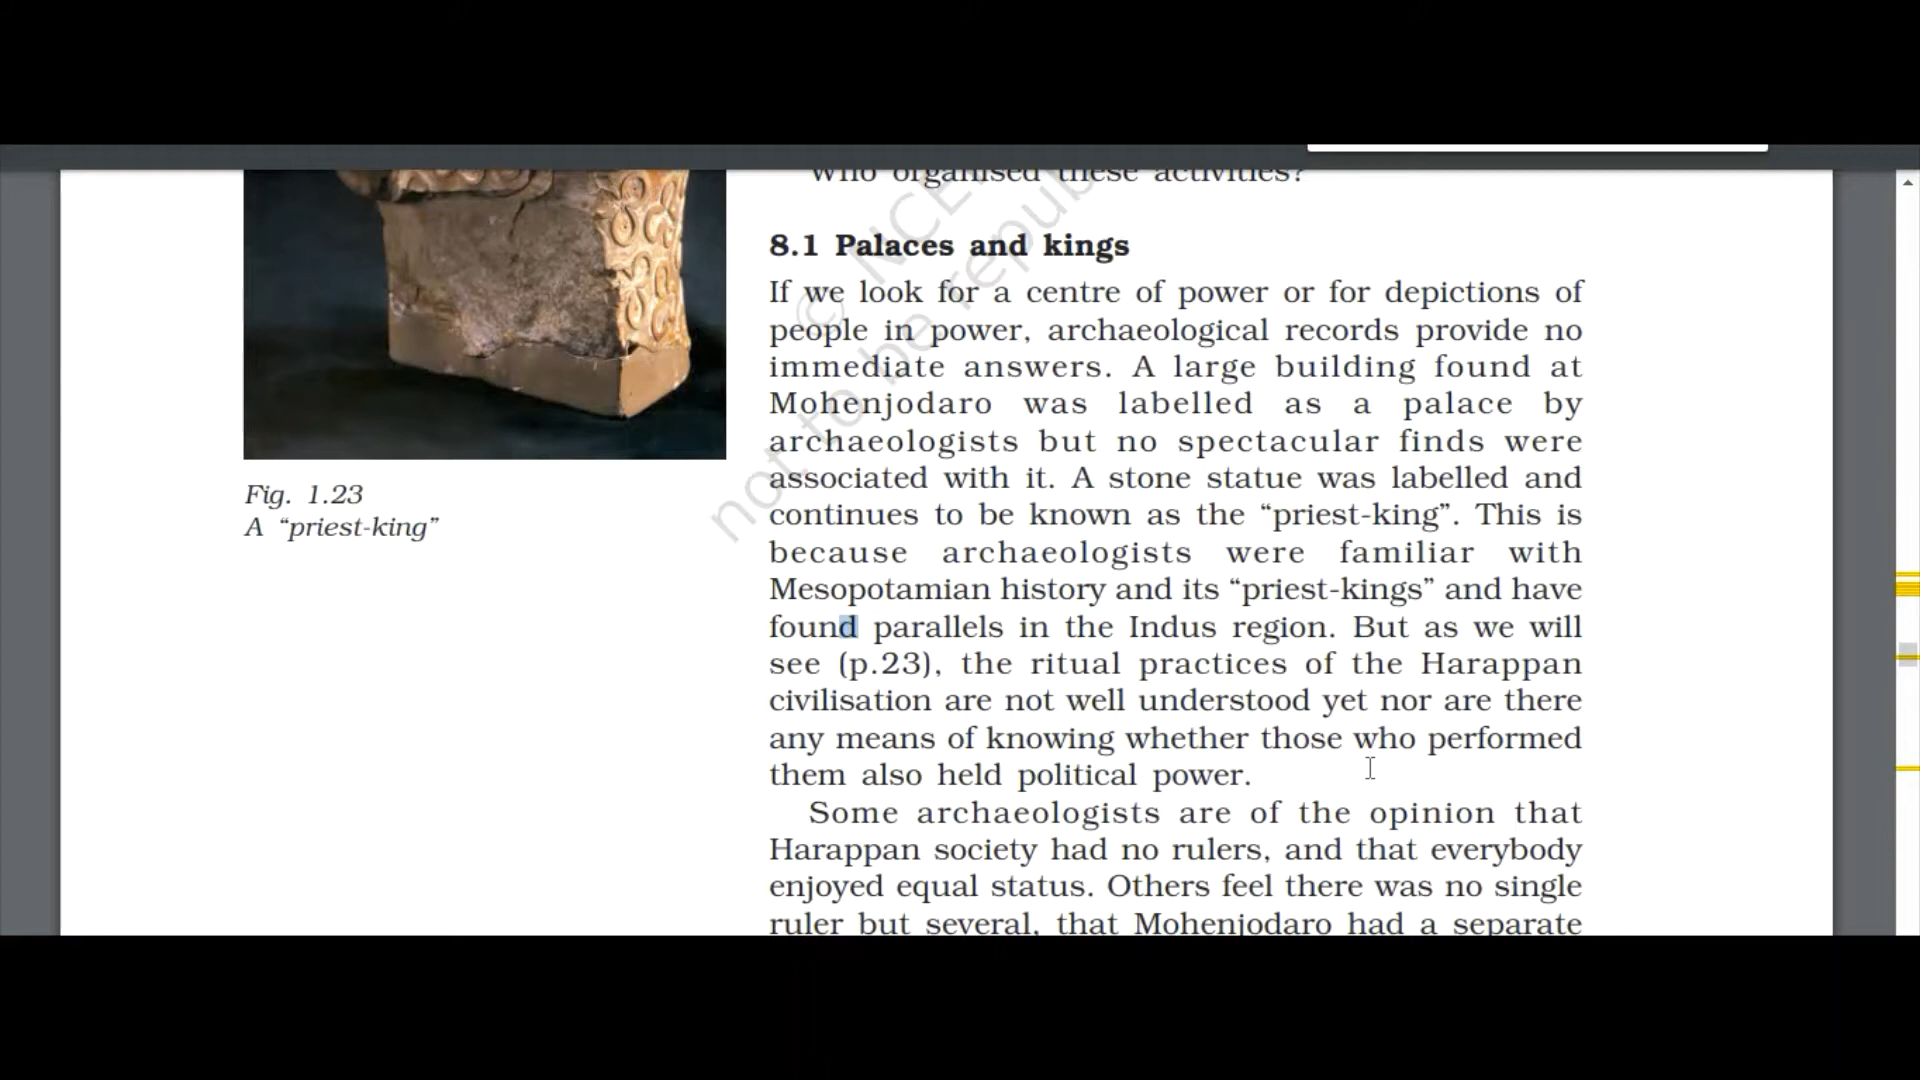 Who organised these activities?
8.1 Palaces and kings
If we look for a centre of power or for depictions of
people in power, archaeological records provide no
immediate answers. A large building found at
Mohenjodaro was labelled as a palace by
archaeologists but no spectacular finds were
associated with it. A stone statue was labelled and
continues to be known as the “priest-king”. This is
because archaeologists were familiar with
Mesopotamian history and its “priest-kings” and have
found parallels in the Indus region. But as we will
see (p.23), the ritual practices of the Harappan
civilisation are not well understood yet nor are there
any means of knowing whether those who performed
them also held political power.
Some archaeologists are of the opinion that
Harappan society had no rulers, and that everybody
enjoyed equal status. Others feel there was no single
ruler but several, that Mohenjodaro had a separate
Fig. 1.23
A “priest-king”
© NCE
not to be repub